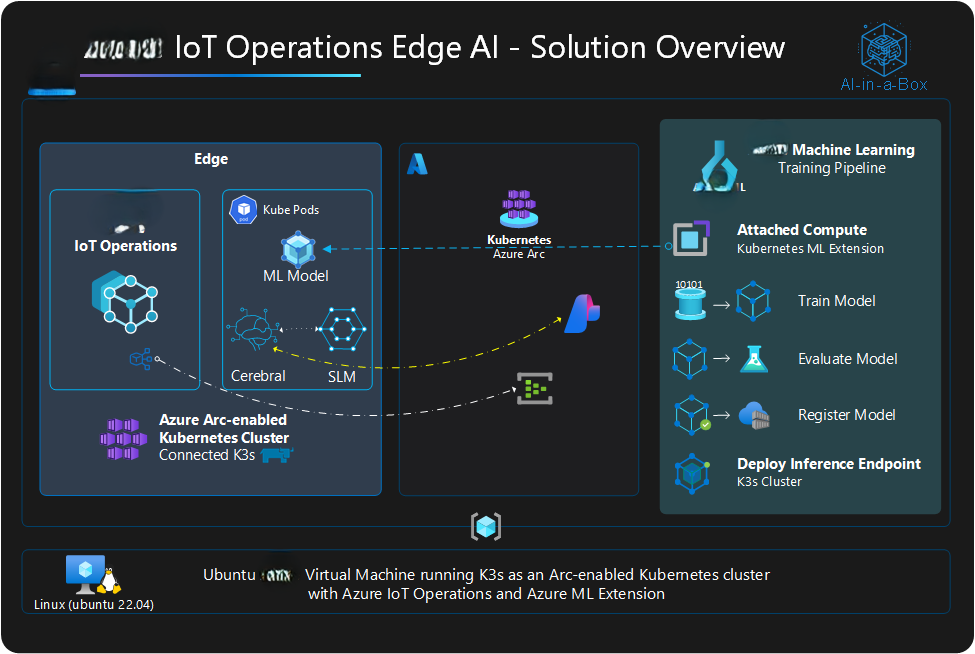 IoT Operations Edge AI - Solution Overview
AI-in-a-Box
Edge
IoT Operations
Kube Pods
pod
ML Model
Cerebral
SLM
Azure Arc-enabled
Kubernetes Cluster
Connected K3s
Kubernetes
Azure Arc
Machine Learning
Training Pipeline
Attached Compute
Kubernetes ML Extension
10101
Train Model
Evaluate Model
Register Model
Deploy Inference Endpoint
K3s Cluster
Linux (ubuntu 22.04)
Ubuntu Virtual Machine running K3s as an Arc-enabled Kubernetes cluster
with Azure IoT Operations and Azure ML Extension